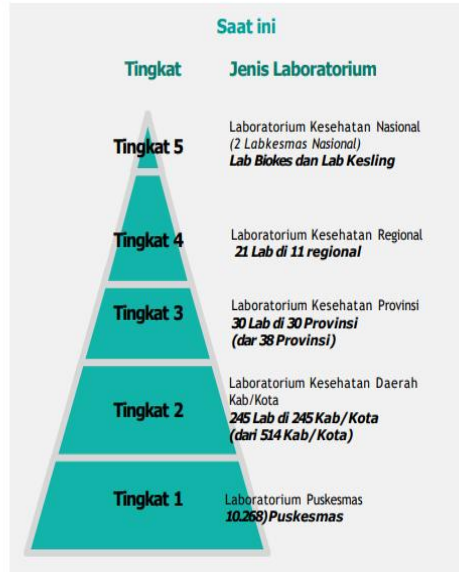 Saat ini
Tingkat
Jenis Laboratorium
Tingkat 5
Laboratorium Kesehatan Nasional
(2 Labkesmas Nasional)
Lab Biokes dan Lab Kesling
Tingkat 4
Laboratorium Kesehatan Regional
21 Lab di 11 regional
Tingkat 3
Laboratorium Kesehatan Provinsi
30 Lab di 30 Provinsi
(dar 38 Provinsi)
Tingkat 2
Laboratorium Kesehatan Daerah
Kab/Kota
245 Lab di 245 Kab/Kota
(dari 514 Kab/Kota)
Tingkat 1
Laboratorium Puskesmas
10.268)Puskesmas